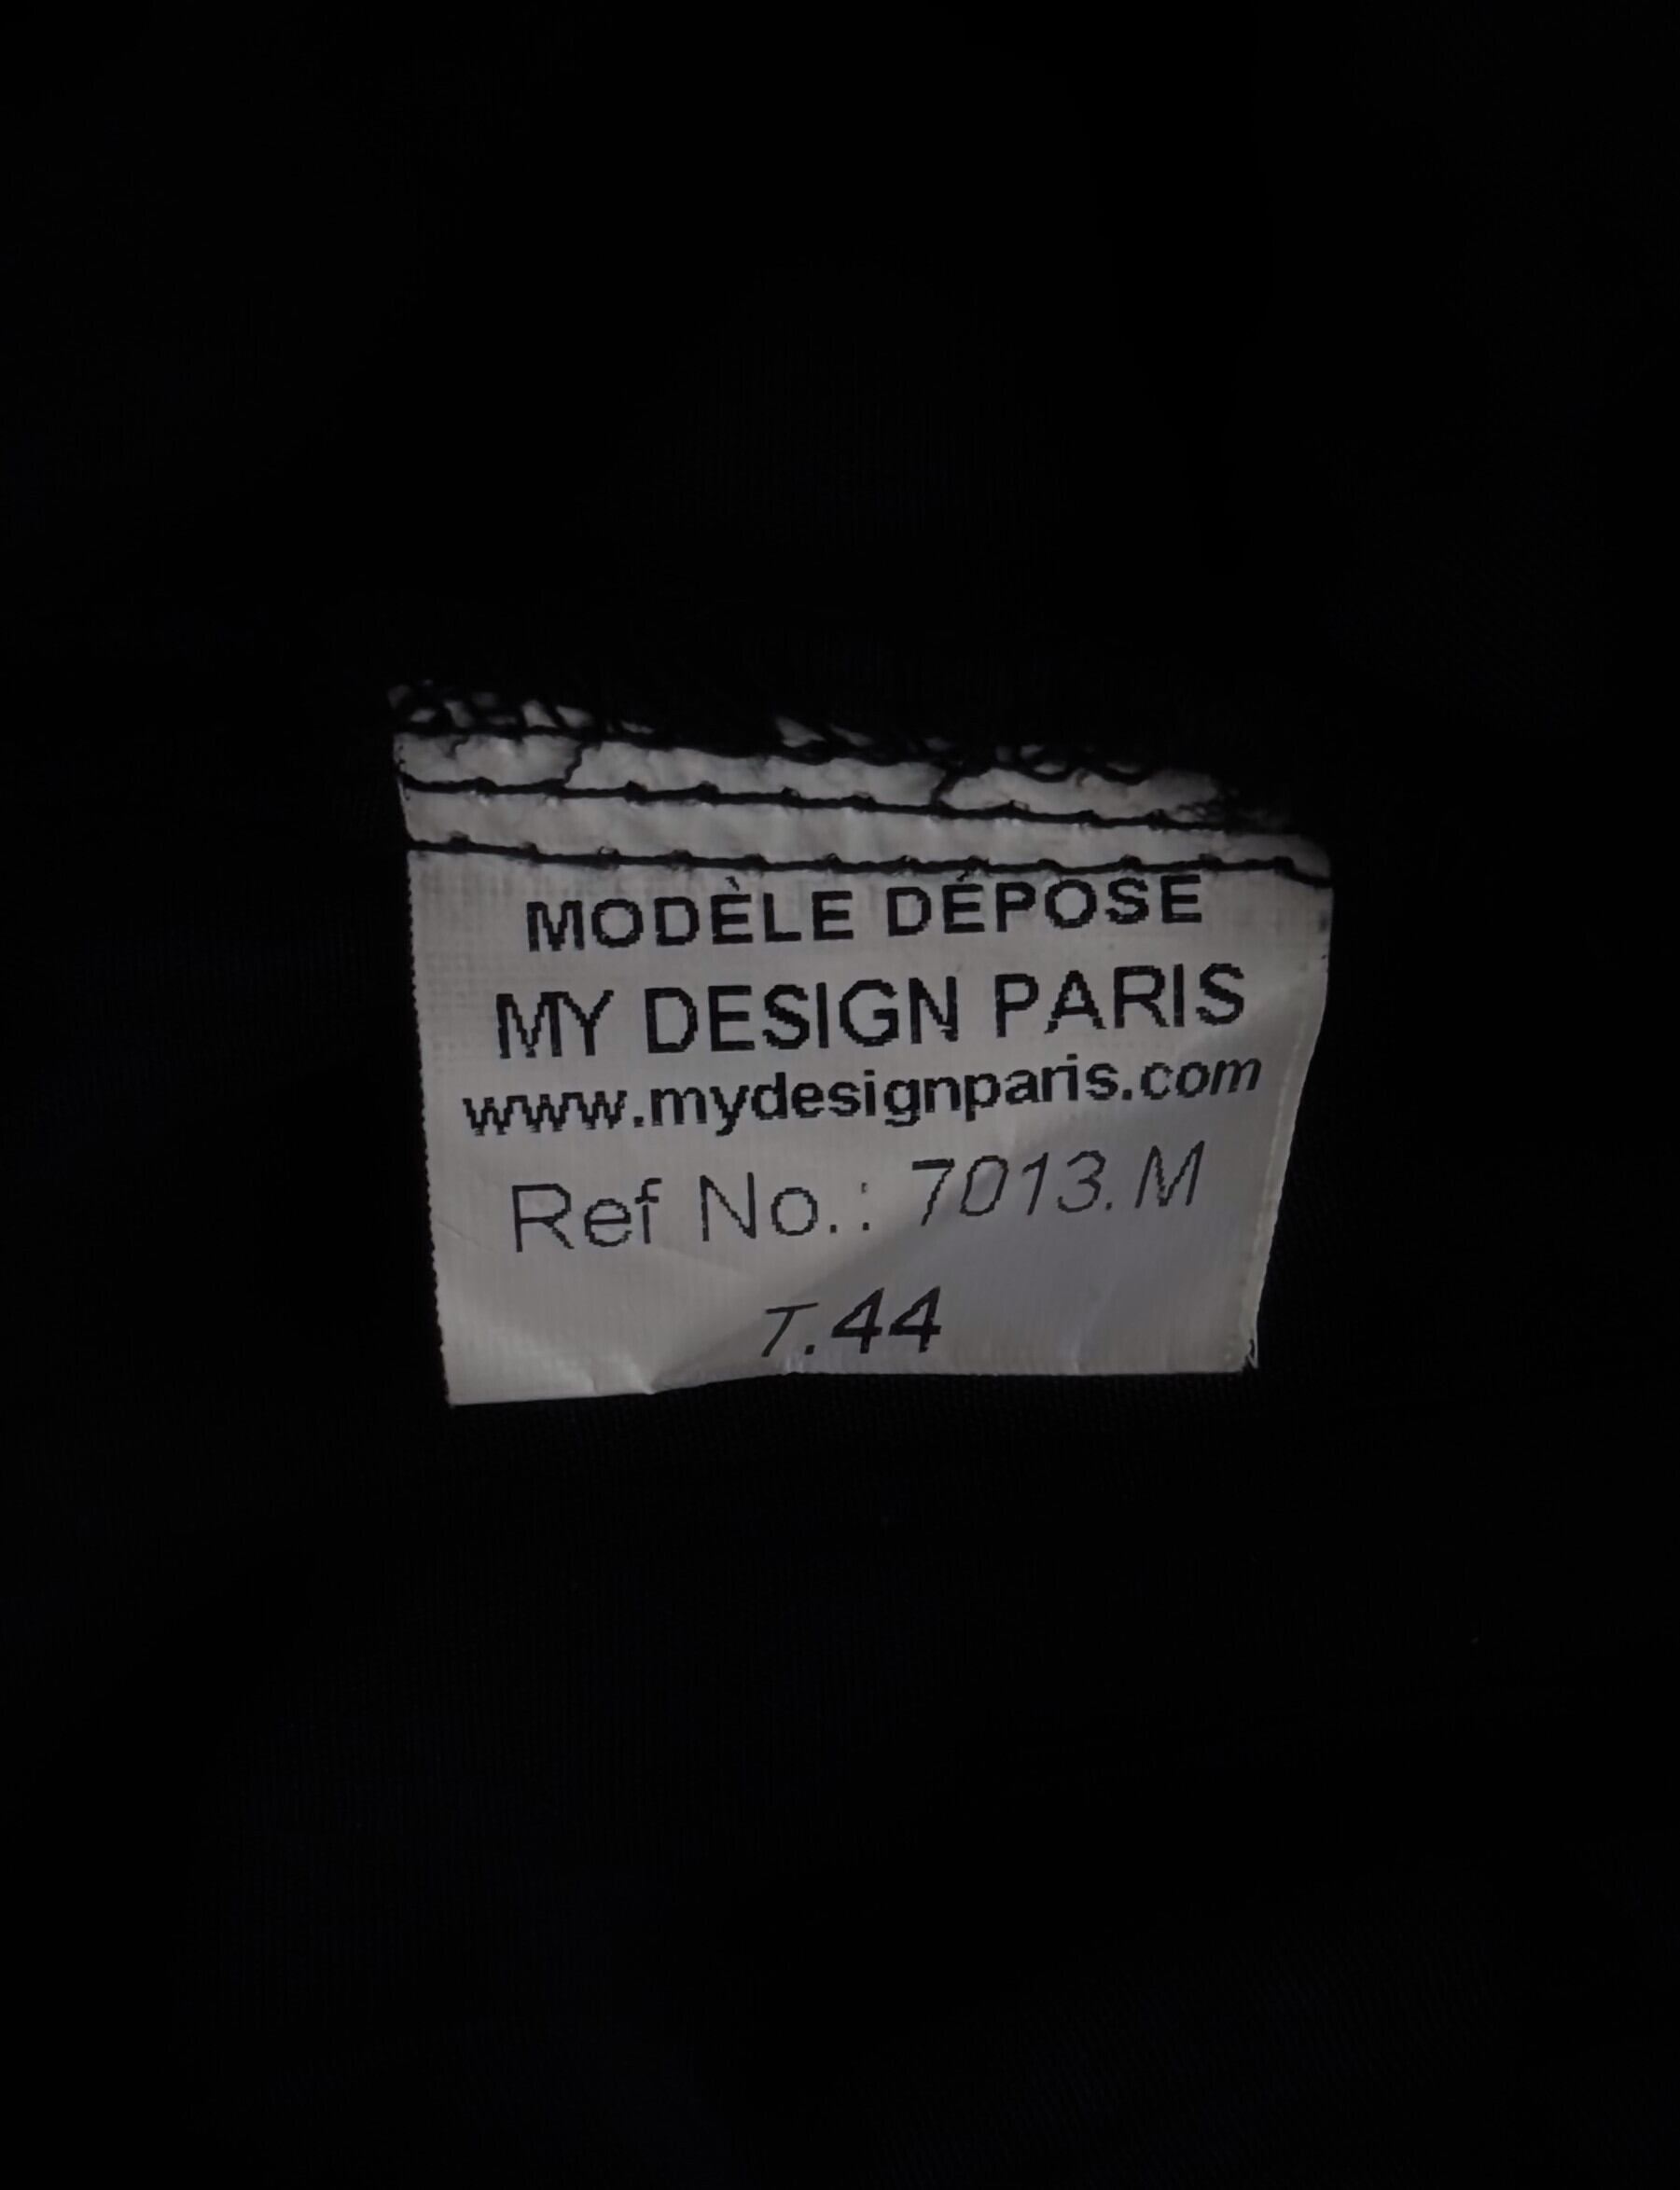 MODÈLE DÉPOSE
MY DESIGN PARIS
www.mydesignparis.com
Ref No.: 7013.M
T.44